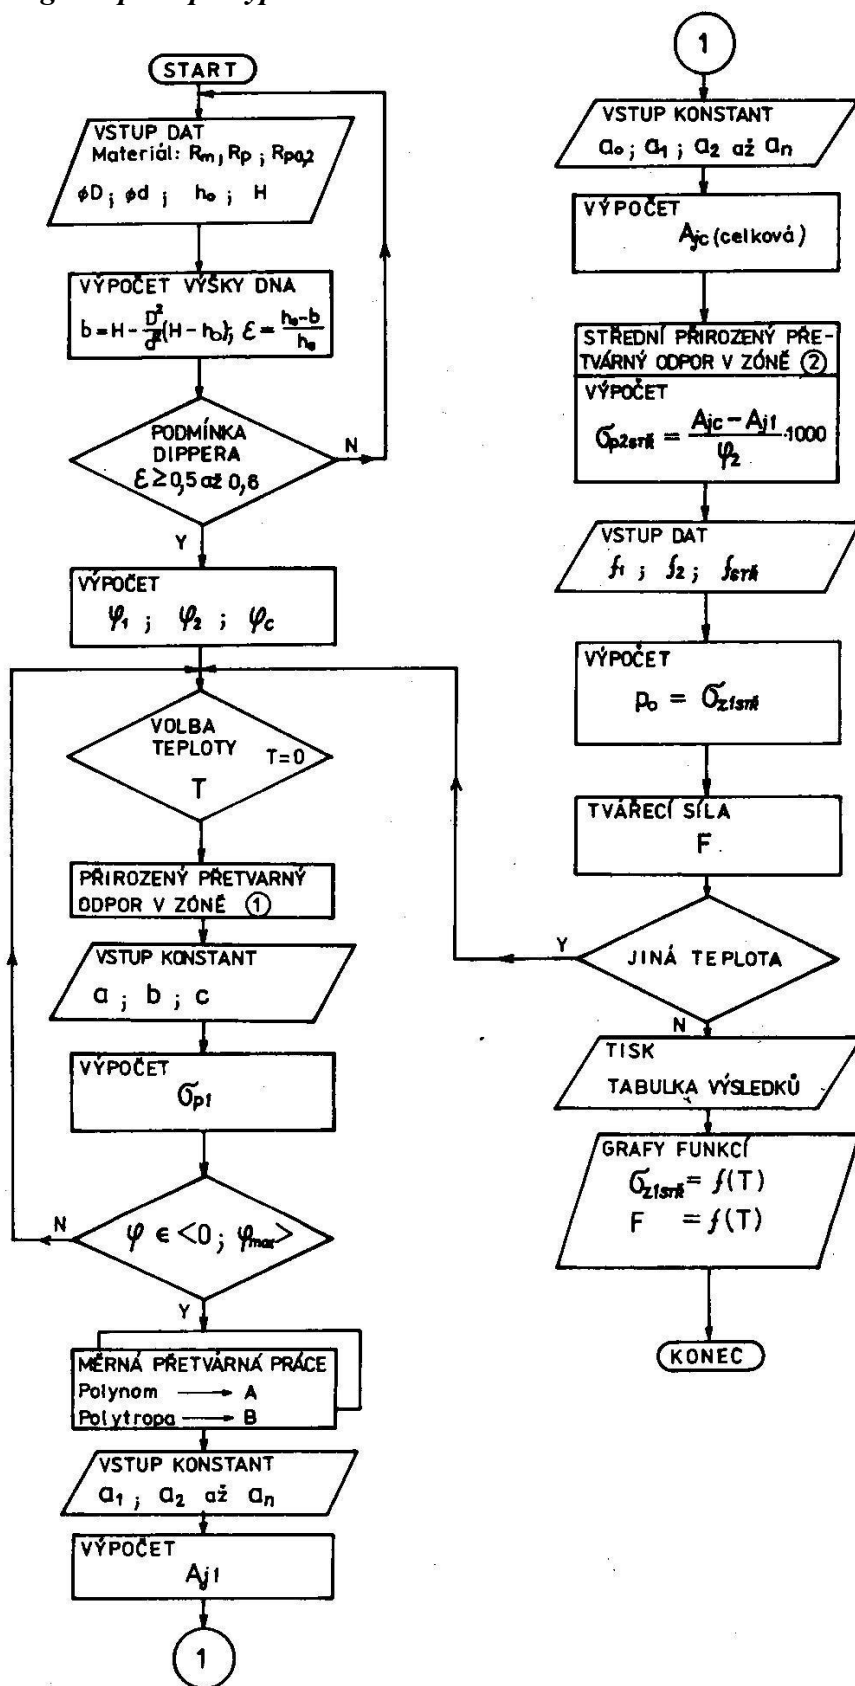 START
VSTUP DAT
Materiál: Rm; Rp; Rp0,2
øD; ød; h₀; H
VÝPOČET VÝŠKY DNA
b = H - D²/d² (H - h₀); ε = (h₀ - b)/h₀
PODMÍNKA
DIPPERA
ε ≥ 0,5 až 0,6
N
Y
VÝPOČET
φ₁ ; φ₂ ; φc
VOLBA
TEPLOTY
T=0
T
PŘIROZENÝ PŘETVARNÝ
ODPOR V ZÓNĚ ①
VSTUP KONSTANT
a ; b ; c
VÝPOČET
σp1
N
φ ∈ <0 ; φmax>
Y
MĚRNÁ PŘETVÁRNÁ PRÁCE
Polynom → A
Polytropa → B
VSTUP KONSTANT
a₁ ; a₂ až an
VÝPOČET
Aj1
1
1
VSTUP KONSTANT
a₀ ; a₁ ; a₂ až an
VÝPOČET
Ajc (celková)
STŘEDNÍ PŘIROZENÝ PŘE-
TVÁRNÝ ODPOR V ZÓNĚ ②
VÝPOČET
σp2stř = (Ajc - Aj1)/φ₂ ·1000
VSTUP DAT
f₁ ; f₂ ; fstř
VÝPOČET
p₀ = σz1stř
TVÁŘECÍ SÍLA
F
Y
JINÁ TEPLOTA
N
TISK
TABULKA VÝSLEDKŮ
GRAFY FUNKCÍ
σz1stř = f(T)
F = f(T)
KONEC